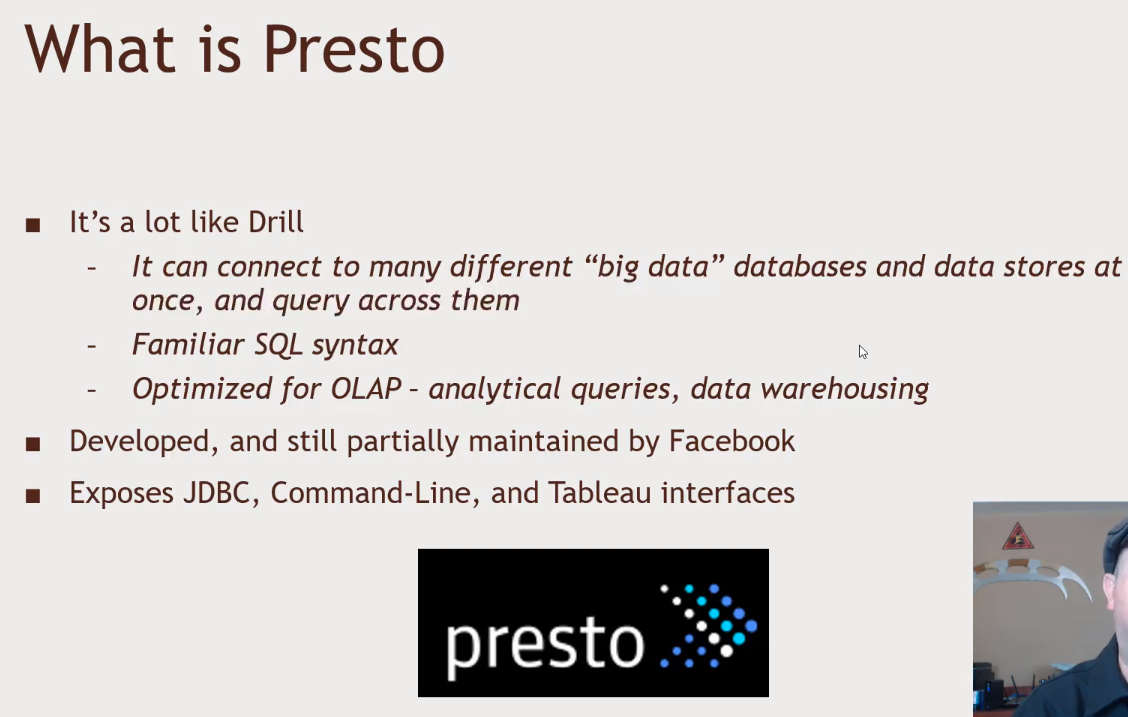 What is Presto
■ It’s a lot like Drill
– It can connect to many different “big data” databases and data stores at
once, and query across them
– Familiar SQL syntax
– Optimized for OLAP – analytical queries, data warehousing
■ Developed, and still partially maintained by Facebook
■ Exposes JDBC, Command-Line, and Tableau interfaces
presto